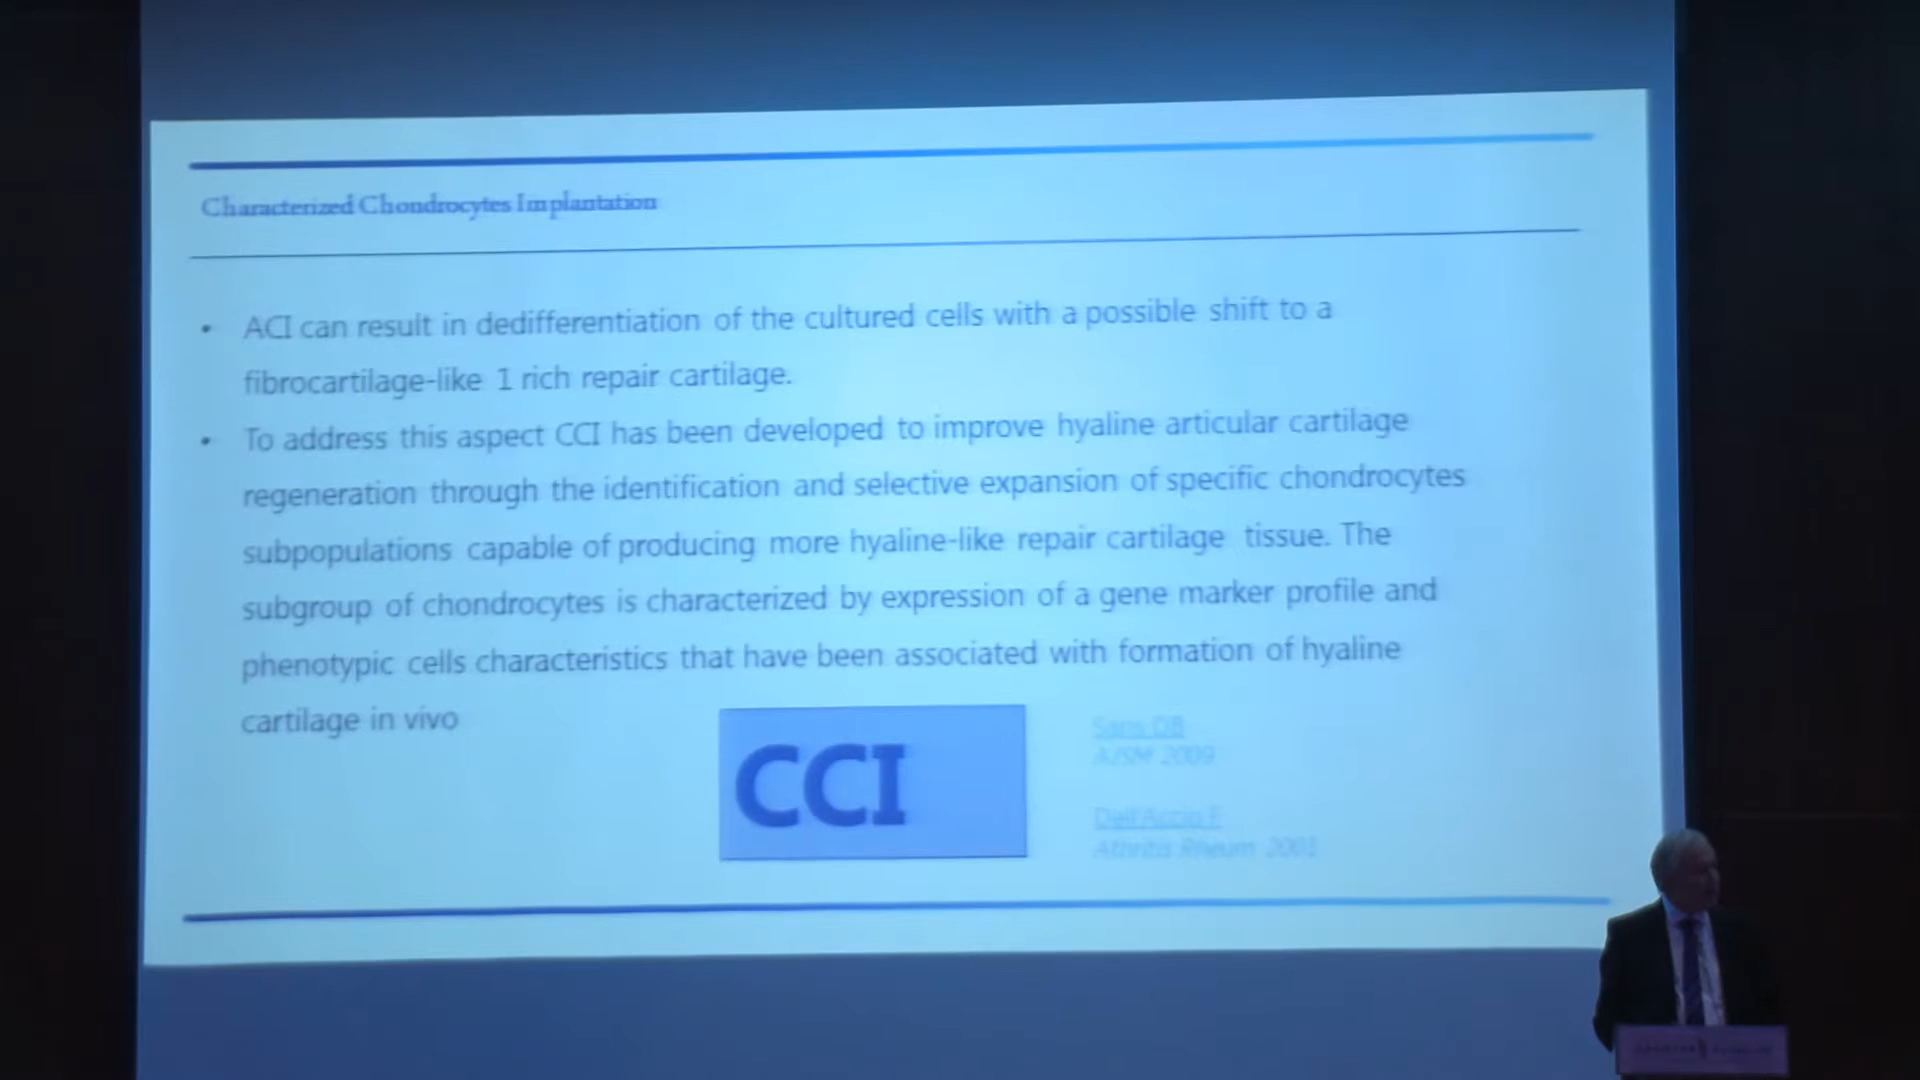 Characterized Chondrocytes Implantation
• ACI can result in dedifferentiation of the cultured cells with a possible shift to a
fibrocartilage-like 1 rich repair cartilage.
• To address this aspect CCI has been developed to improve hyaline articular cartilage
regeneration through the identification and selective expansion of specific chondrocytes
subpopulations capable of producing more hyaline-like repair cartilage tissue. The
subgroup of chondrocytes is characterized by expression of a gene marker profile and
phenotypic cells characteristics that have been associated with formation of hyaline
cartilage in vivo
CCI
AJSM 2009
Dell'Accio F
Rheum 2001